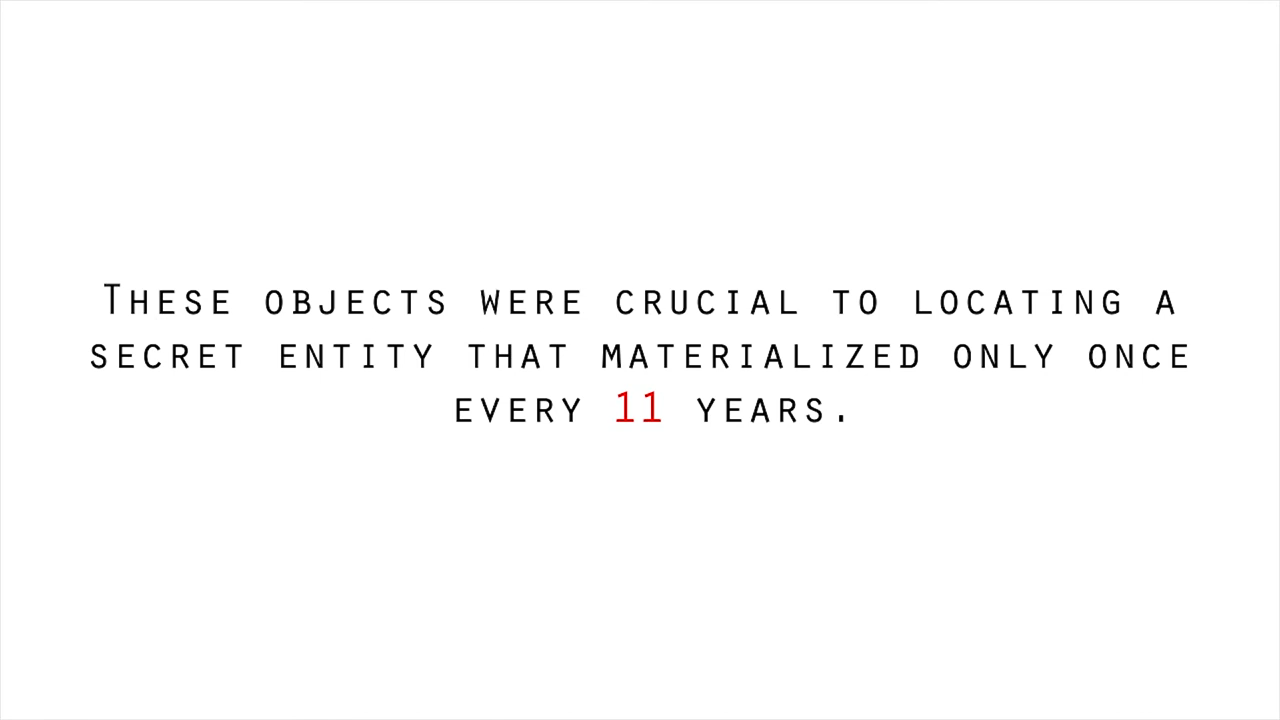 These objects were crucial to locating a
secret entity that materialized only once
every 11 years.